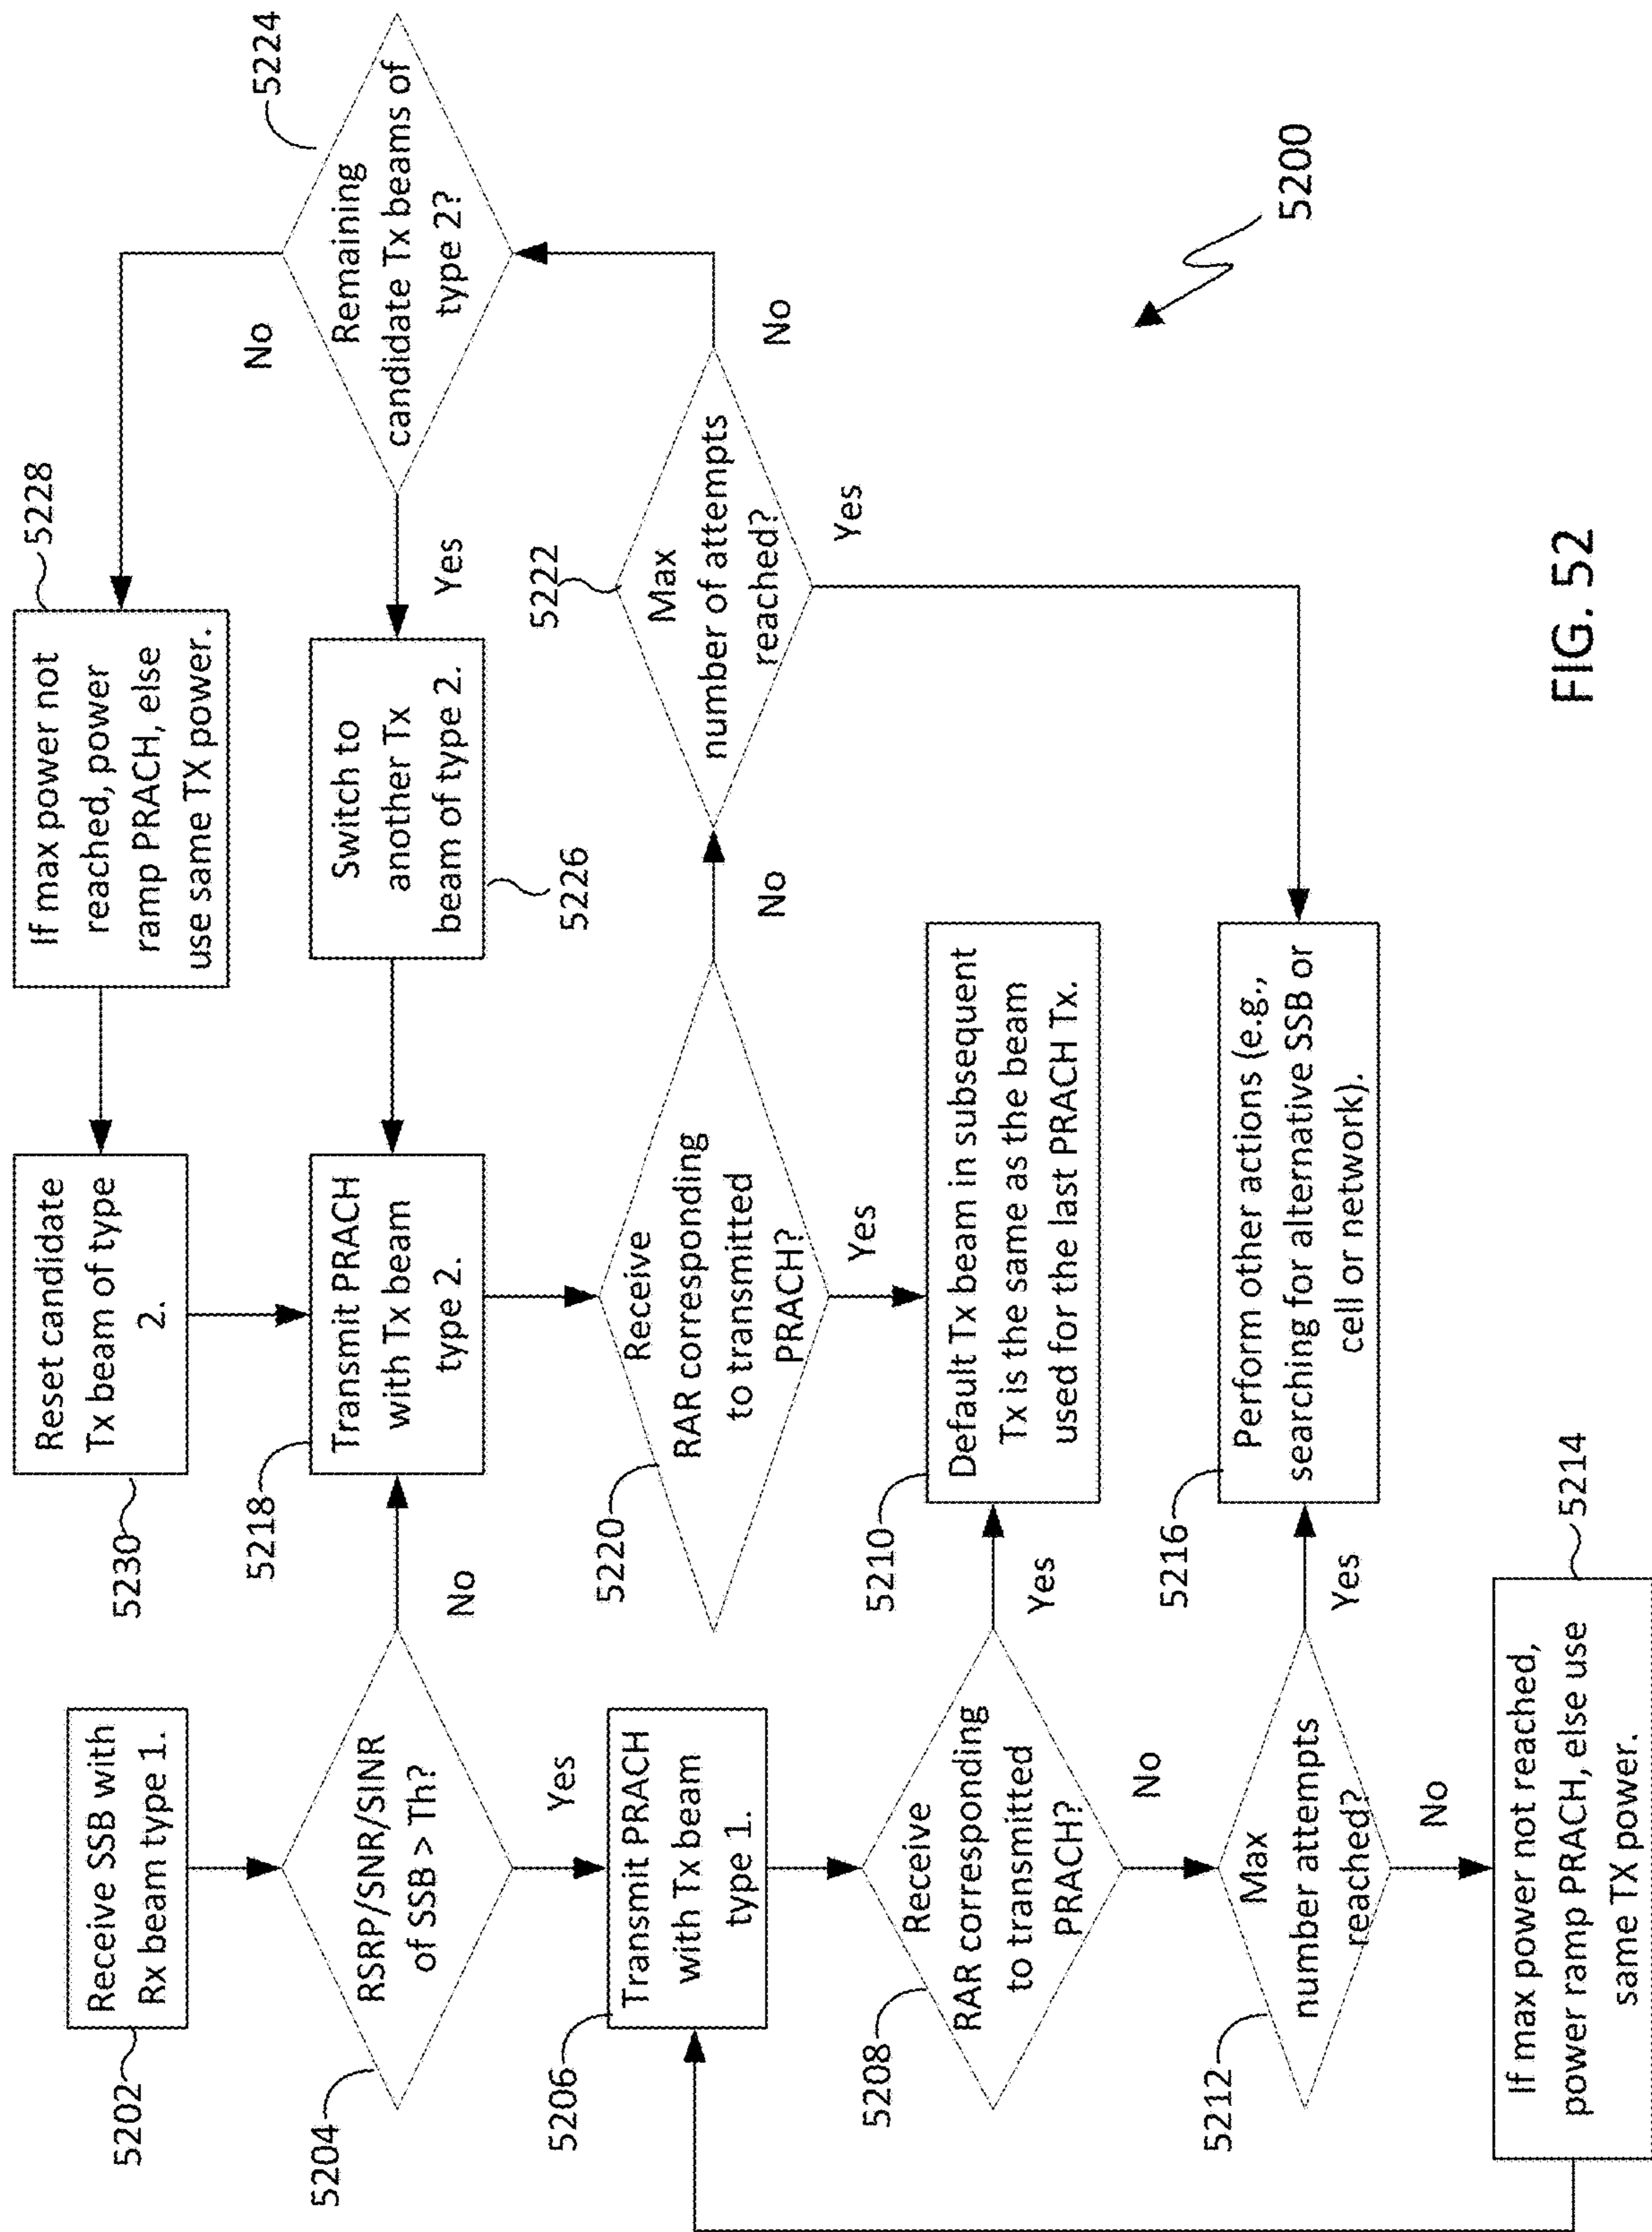 5202
Receive SSB with
Rx beam type 1.
5204
RSRP/SNR/SINR
of SSB > Th?
No
Yes
5206
Transmit PRACH
with Tx beam
type 1.
5208
Receive
RAR corresponding
to transmitted
PRACH?
Yes
No
5212
Max
number attempts
reached?
Yes
No
5214
If max power not reached,
power ramp PRACH, else use
same TX power.
5230
Reset candidate
Tx beam of type
2.
5218
Transmit PRACH
with Tx beam
type 2.
5220
Receive
RAR corresponding
to transmitted
PRACH?
No
Yes
5210
Default Tx beam in subsequent
Tx is the same as the beam
used for the last PRACH Tx.
5216
Perform other actions (e.g.,
searching for alternative SSB or
cell or network).
5228
If max power not
reached, power
ramp PRACH, else
use same TX power.
Switch to
another Tx
beam of type 2.
5226
5222
Max
number of attempts
reached?
No
Yes
5224
Remaining
candidate Tx beams of
type 2?
No
Yes
5200
FIG. 52